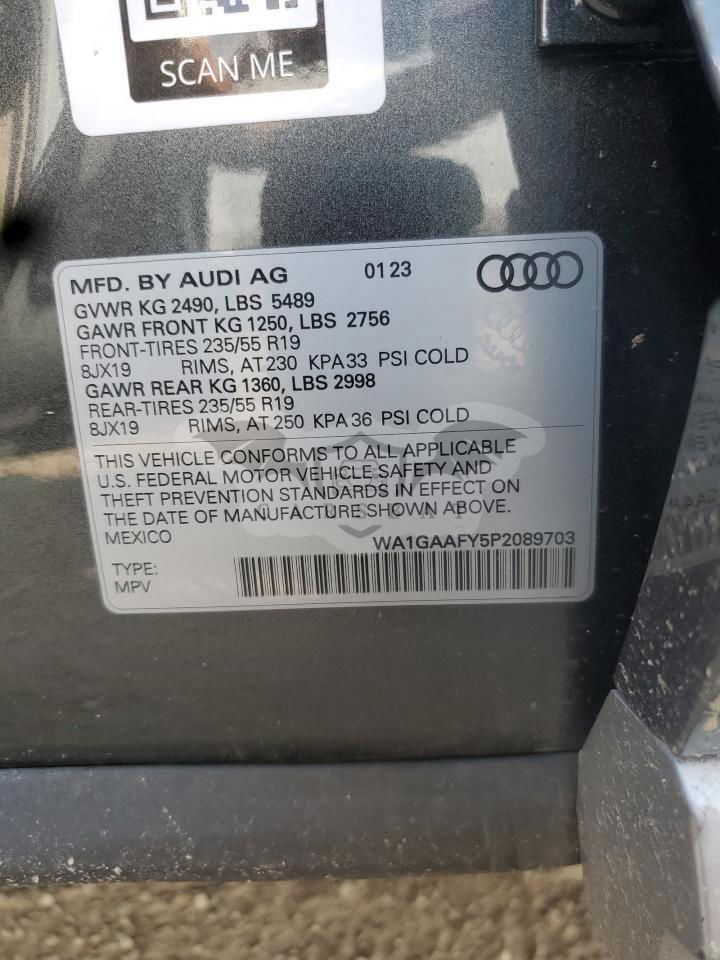 SCAN ME
MFD. BY AUDI AG 01 23
GVWR KG 2490, LBS 5489
GAWR FRONT KG 1250, LBS 2756
FRONT-TIRES 235/55 R19
8JX19 RIMS, AT 230 KPA 33 PSI COLD
GAWR REAR KG 1360, LBS 2998
REAR-TIRES 235/55 R19
8JX19 RIMS, AT 250 KPA 36 PSI COLD
THIS VEHICLE CONFORMS TO ALL APPLICABLE
U.S. FEDERAL MOTOR VEHICLE SAFETY AND
THEFT PREVENTION STANDARDS IN EFFECT ON
THE DATE OF MANUFACTURE SHOWN ABOVE.
MEXICO
WA1GAAFY5P2089703
TYPE:
MPV